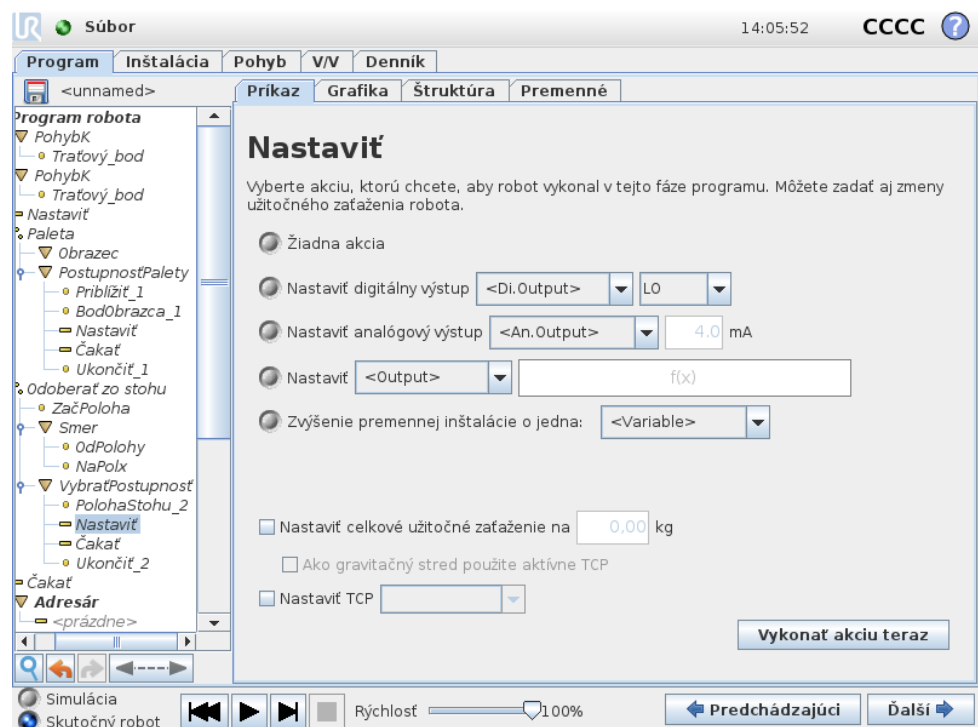 Súbor 14:05:52 CCCC ?
Program Inštalácia Pohyb V/V Denník
<unnamed> Príkaz Grafika Štruktúra Premenné
Program robota
PohybK
Traťový_bod
PohybK
Traťový_bod
Nastaviť
Paleta
Obrazec
PostupnosťPalety
Priblížiť_1
BodObrazca_1
Nastaviť
Čakať
Ukončiť_1
Odoberať zo stohu
ZačPoloha
Smer
OdPolohy
NaPolx
VybraťPostupnosť
PolohaStohu_2
Nastaviť
Čakať
Ukončiť_2
Čakať
Adresár
<prázdne>
Nastaviť
Vyberte akciu, ktorú chcete, aby robot vykonal v tejto fáze programu. Môžete zadať aj zmeny
užitočného zaťaženia robota.
Žiadna akcia
Nastaviť digitálny výstup <Di.Output> LO
Nastaviť analógový výstup <An.Output> 4.0 mA
Nastaviť <Output> f(x)
Zvýšenie premennej inštalácie o jedna: <Variable>
Nastaviť celkové užitočné zaťaženie na 0,00 kg
Ako gravitačný stred použite aktívne TCP
Nastaviť TCP
Vykonať akciu teraz
Simulácia
Skutočný robot
Rýchlosť 100% Predchádzajúci Ďalší